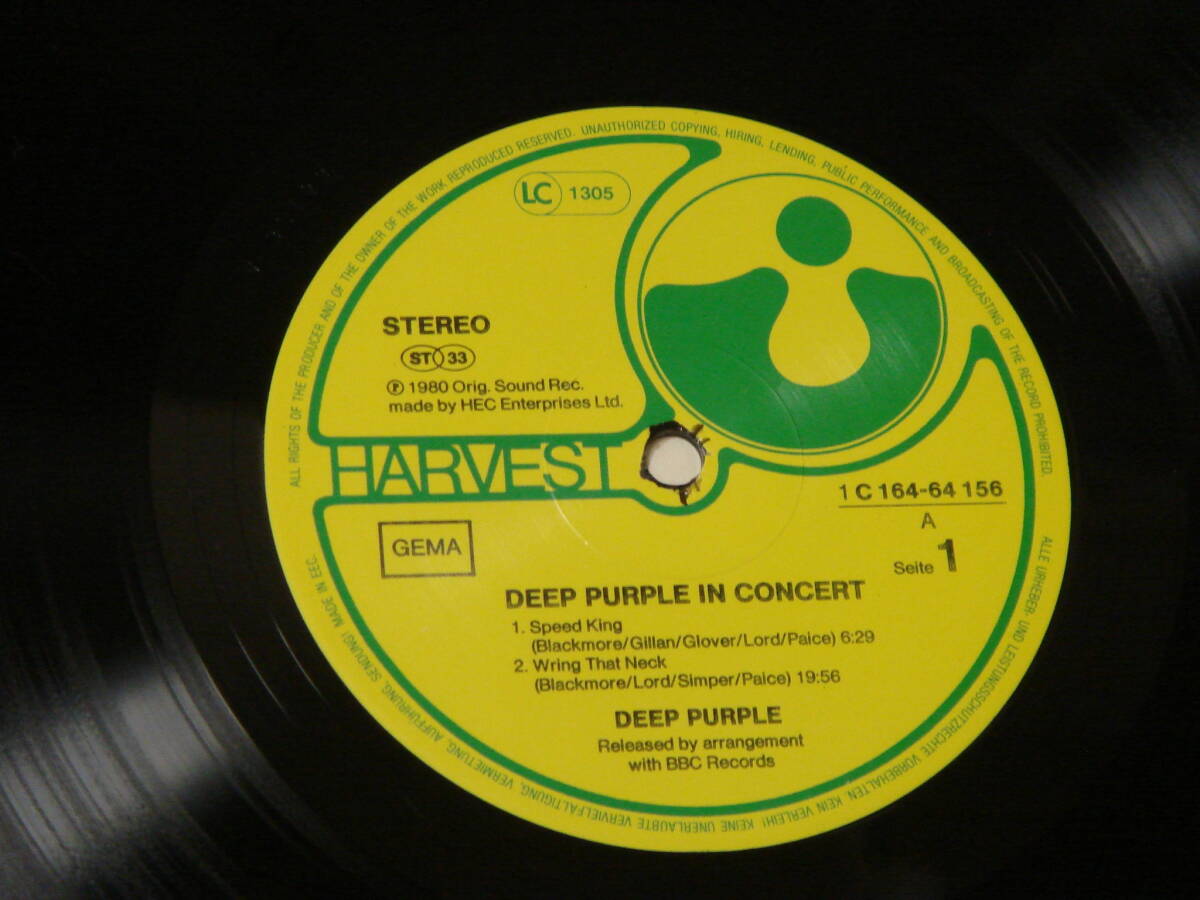 ALL RIGHTS OF THE PRODUCER AND OF THE OWNER OF THE WORK REPRODUCED RESERVED. UNAUTHORIZED COPYING, HIRING, LENDING, PUBLIC PERFORMANCE AND BROADCASTING OF THE RECORD PROHIBITED.
LC 1305
STEREO
ST 33
℗ 1980 Orig. Sound Rec.
made by HEC Enterprises Ltd.
HARVEST
1 C 164-64 156
A
Seite 1
GEMA
DEEP PURPLE IN CONCERT
1. Speed King
(Blackmore/Gillan/Glover/Lord/Paice) 6:29
2. Wring That Neck
(Blackmore/Lord/Simper/Paice) 19:56
DEEP PURPLE
Released by arrangement
with BBC Records
ALLE URHEBER- UND LEISTUNGSSCHUTZRECHTE VORBEHALTEN. KEIN VERLEIH! KEINE UNERLAUBTE VERVIELFÄLTIGUNG, VERMIETUNG, AUFFÜHRUNG, SENDUNG! MADE IN EEC.